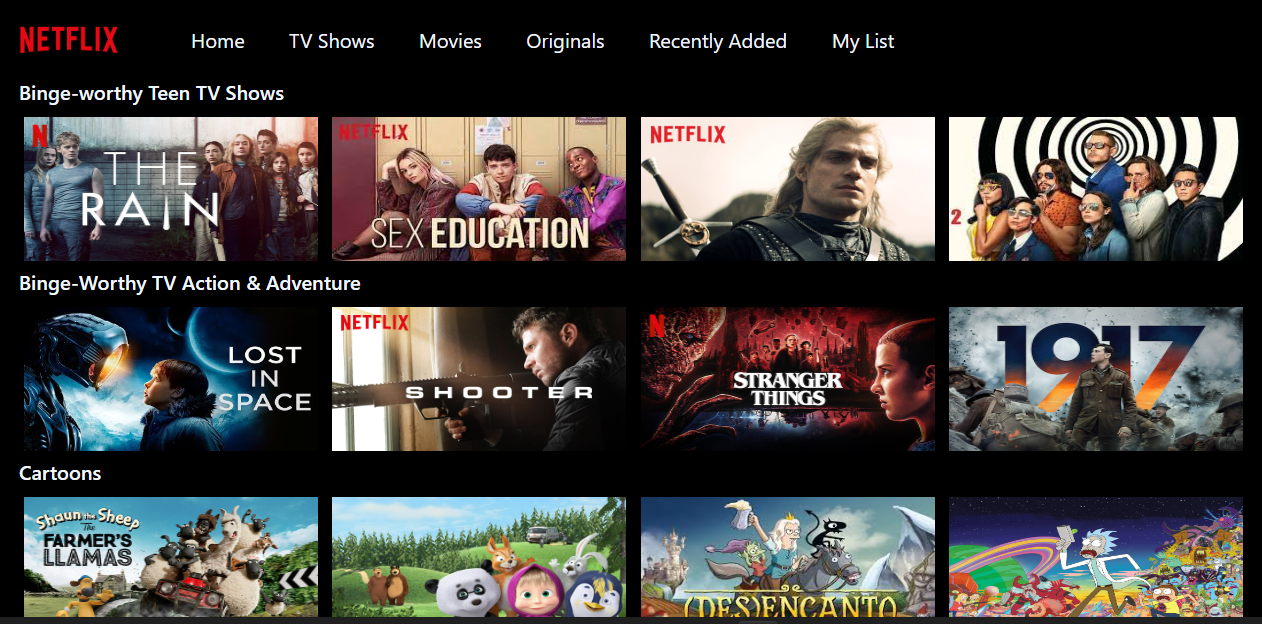 NETFLIX Home TV Shows Movies Originals Recently Added My List
Binge-worthy Teen TV Shows
N
THE
RAIN
NETFLIX
SEX EDUCATION
NETFLIX
2
Binge-Worthy TV Action & Adventure
LOST
IN
SPACE
NETFLIX
SHOOTER
N
STRANGER
THINGS
1917
Cartoons
Shaun the Sheep
The
FARMER'S
LLAMAS
(DES)ENCANTO